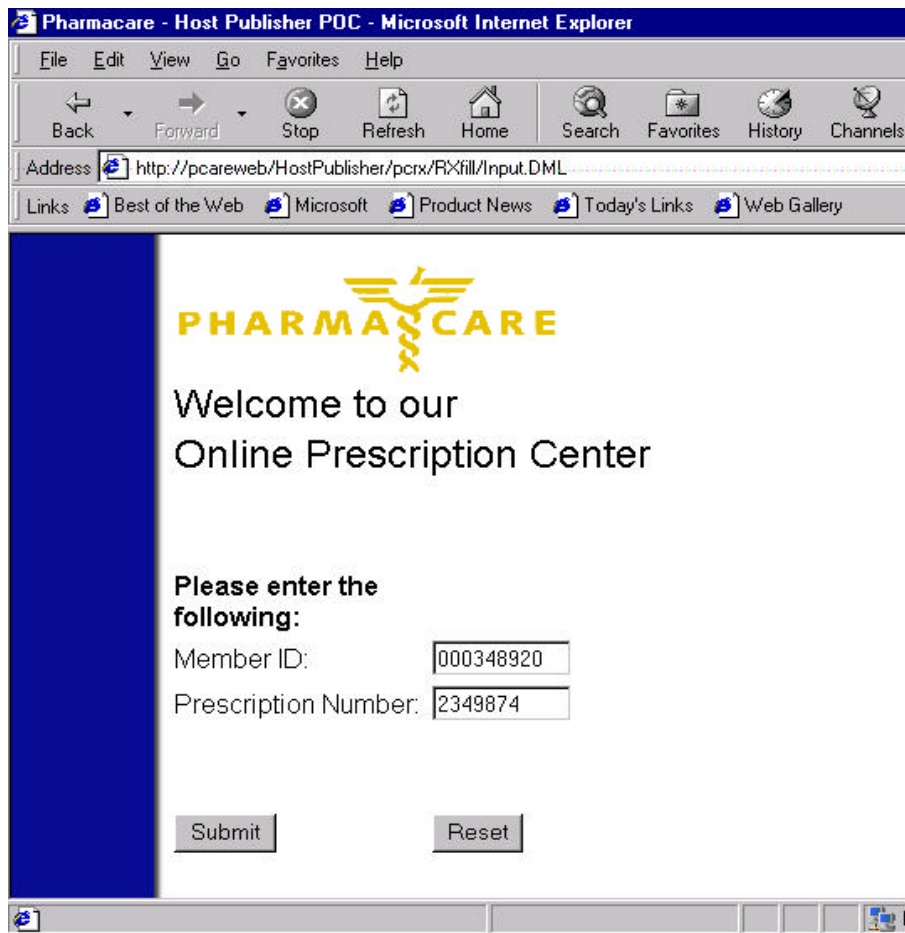 Pharmacare - Host Publisher POC - Microsoft Internet Explorer
File Edit View Go Favorites Help
Back Forward Stop Refresh Home Search Favorites History Channels
Address http://pcareweb/HostPublisher/pcrx/RXfill/Input.DML
Links Best of the Web Microsoft Product News Today's Links Web Gallery
PHARMACARE
Welcome to our
Online Prescription Center
Please enter the
following:
Member ID: 000348920
Prescription Number: 2349874
Submit Reset